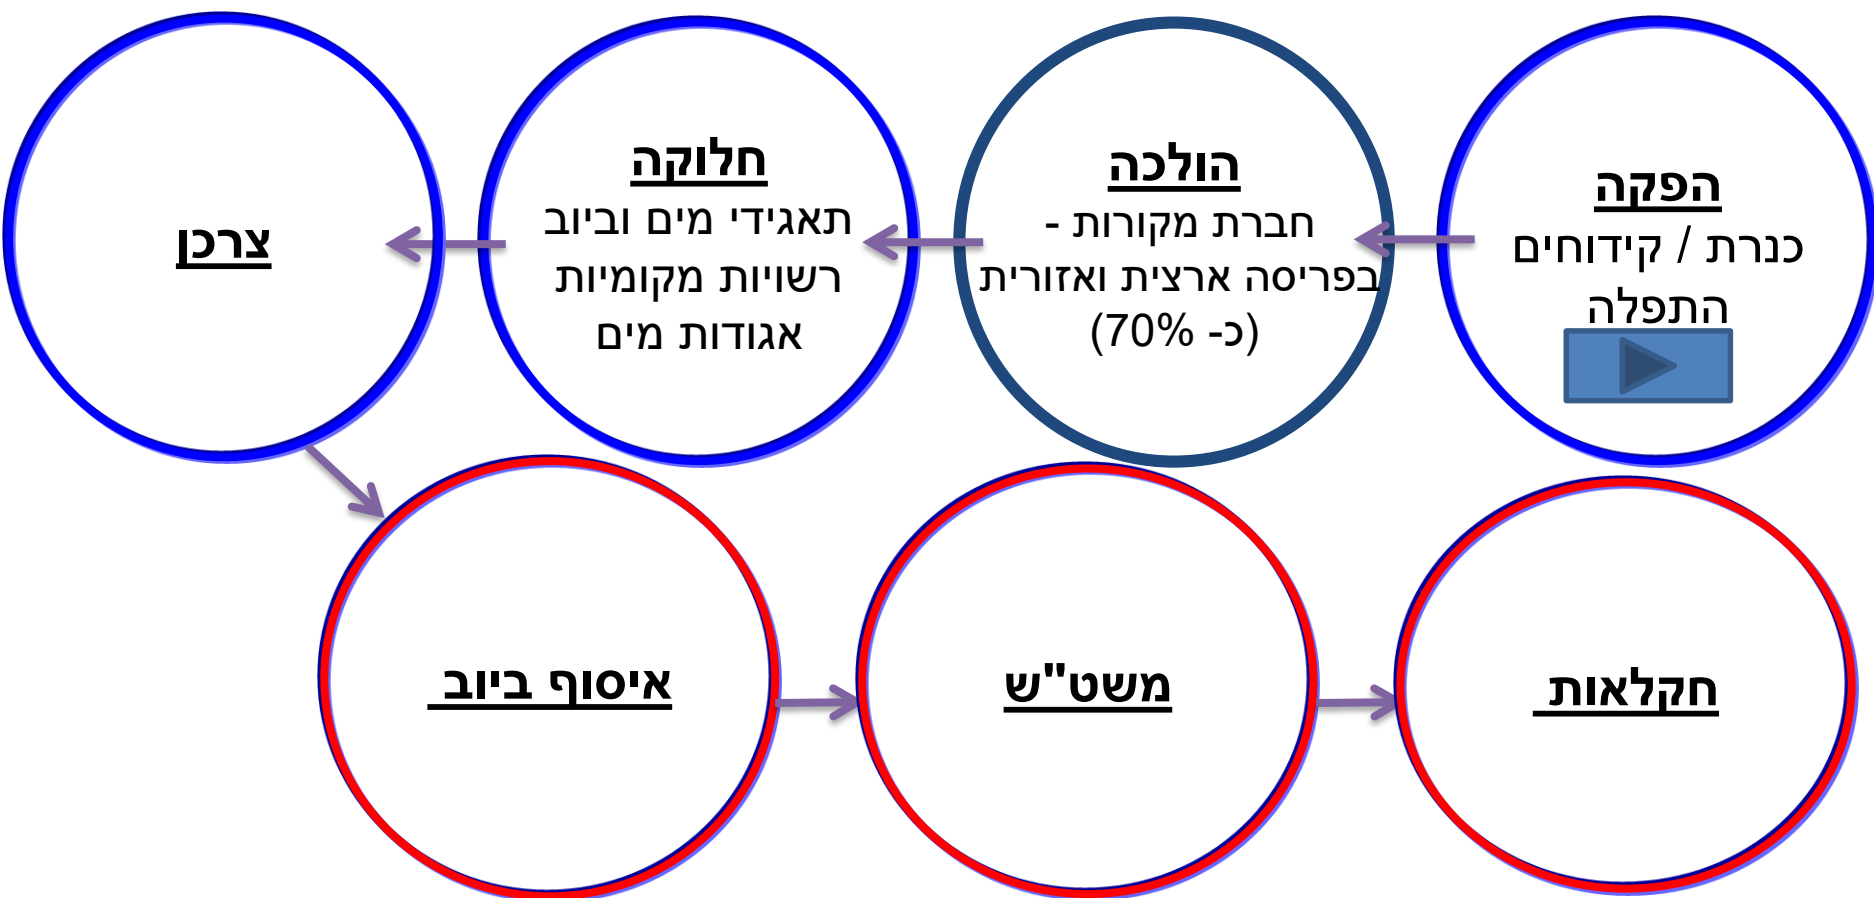 הפקה
כנרת / קידוחים
התפלה
הולכה
חברת מקורות -
בפריסה ארצית ואזורית
(כ- 70%)
חלוקה
תאגידי מים וביוב
רשויות מקומיות
אגודות מים
צרכן
איסוף ביוב
משט"ש
חקלאות